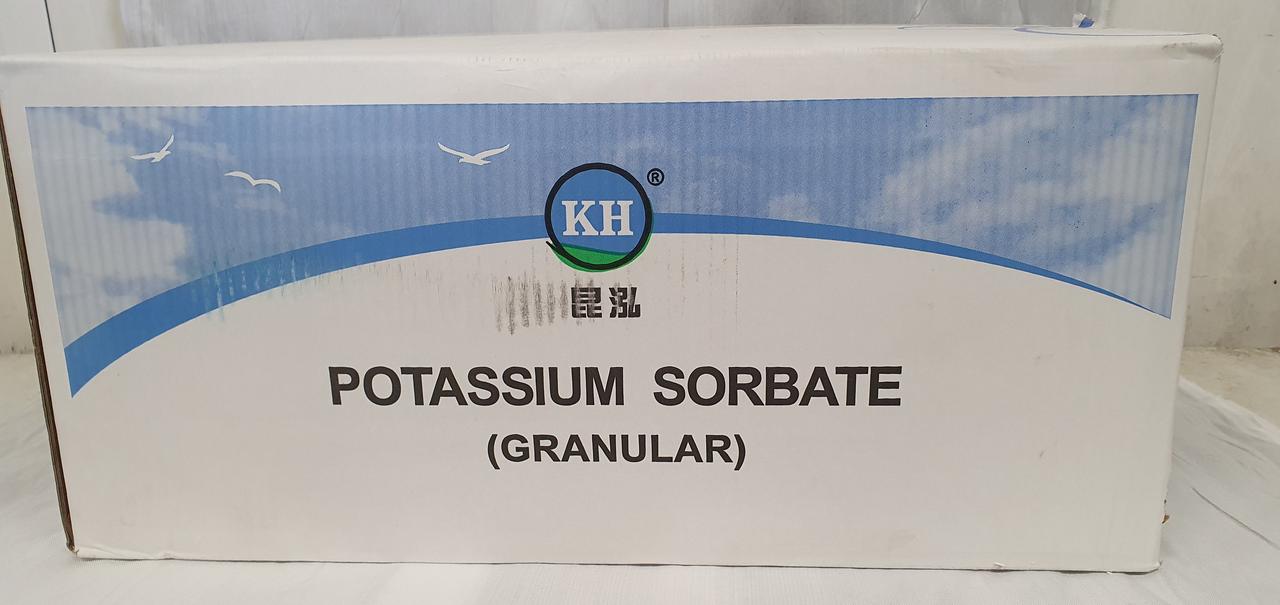 KH ®
昆泓
POTASSIUM SORBATE
(GRANULAR)